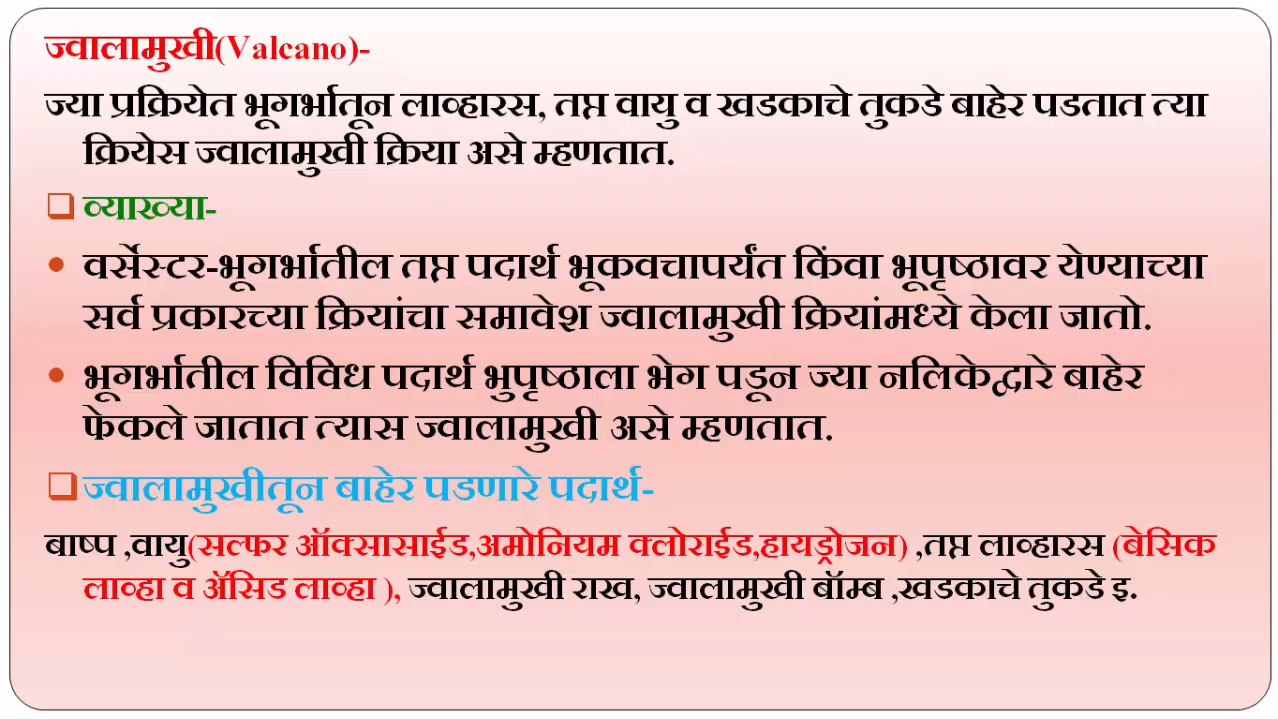 ज्वालामुखी(Valcano)-
ज्या प्रक्रियेत भूगर्भातून लाव्हारस, तप्त वायु व खडकाचे तुकडे बाहेर पडतात त्या
क्रियेस ज्वालामुखी क्रिया असे म्हणतात.
व्याख्या-
वर्सेस्टर-भूगर्भातील तप्त पदार्थ भूकवचापर्यंत किंवा भूपृष्ठावर येण्याच्या
सर्व प्रकारच्या क्रियांचा समावेश ज्वालामुखी क्रियांमध्ये केला जातो.
भूगर्भातील विविध पदार्थ भुपृष्ठाला भेग पडून ज्या नलिकेद्वारे बाहेर
फेकले जातात त्यास ज्वालामुखी असे म्हणतात.
ज्वालामुखीतून बाहेर पडणारे पदार्थ-
बाष्प ,वायु(सल्फर ऑक्सासाईड,अमोनियम क्लोराईड,हायड्रोजन) ,तप्त लाव्हारस (बेसिक
लाव्हा व ॲसिड लाव्हा ), ज्वालामुखी राख, ज्वालामुखी बॉम्ब ,खडकाचे तुकडे इ.